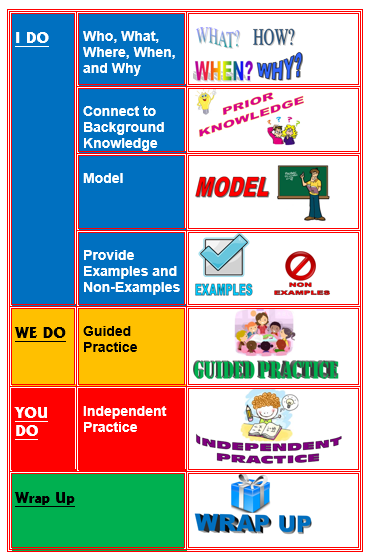 I DO
Who, What,
Where, When,
and Why
WHAT? HOW?
WHEN? WHY?
Connect to
Background
Knowledge
PRIOR
KNOWLEDGE
? ? ?
Model
MODEL
Provide
Examples and
Non-Examples
EXAMPLES
NON
EXAMPLES
WE DO
Guided
Practice
GUIDED PRACTICE
YOU
DO
Independent
Practice
INDEPENDENT
PRACTICE
Wrap Up
WRAP UP